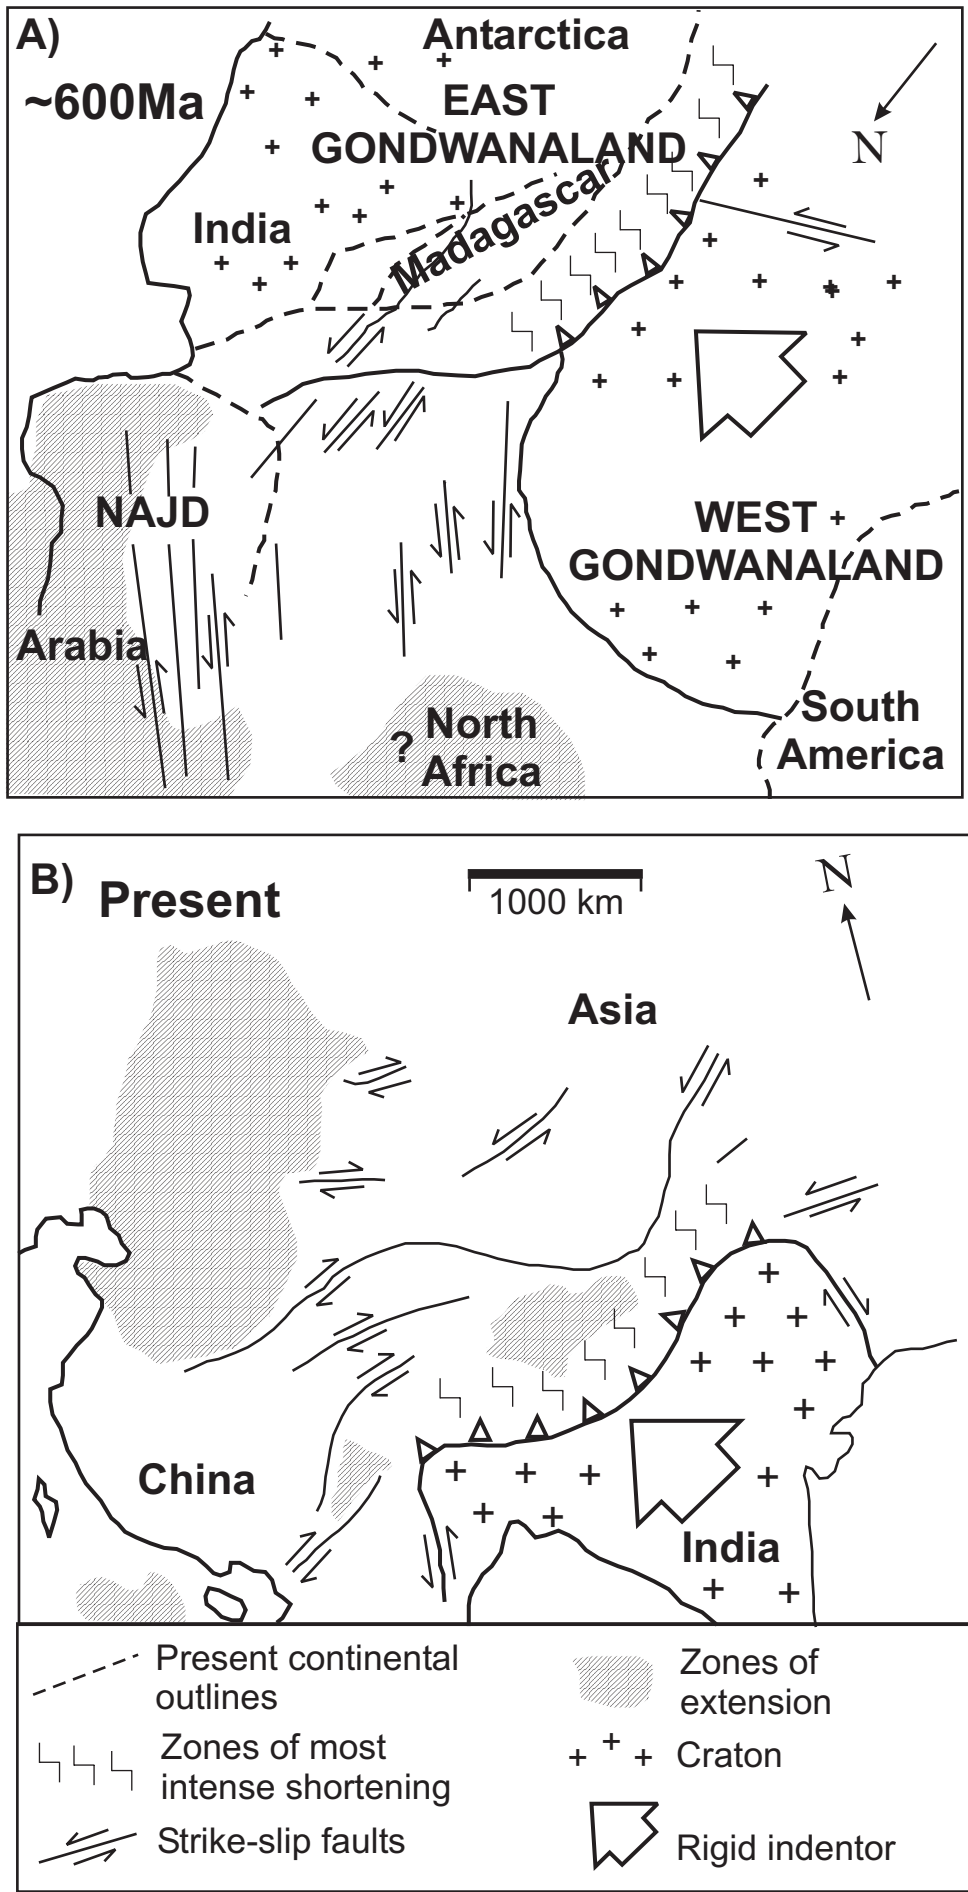 A)
~600Ma
Antarctica
EAST
GONDWANALAND
N
Madagascar
India
NAJD
WEST
GONDWANALAND
Arabia
?
North
Africa
South
America
B)
Present
1000 km
N
Asia
China
India
Present continental
outlines
Zones of
extension
Zones of most
intense shortening
Craton
Strike-slip faults
Rigid indentor